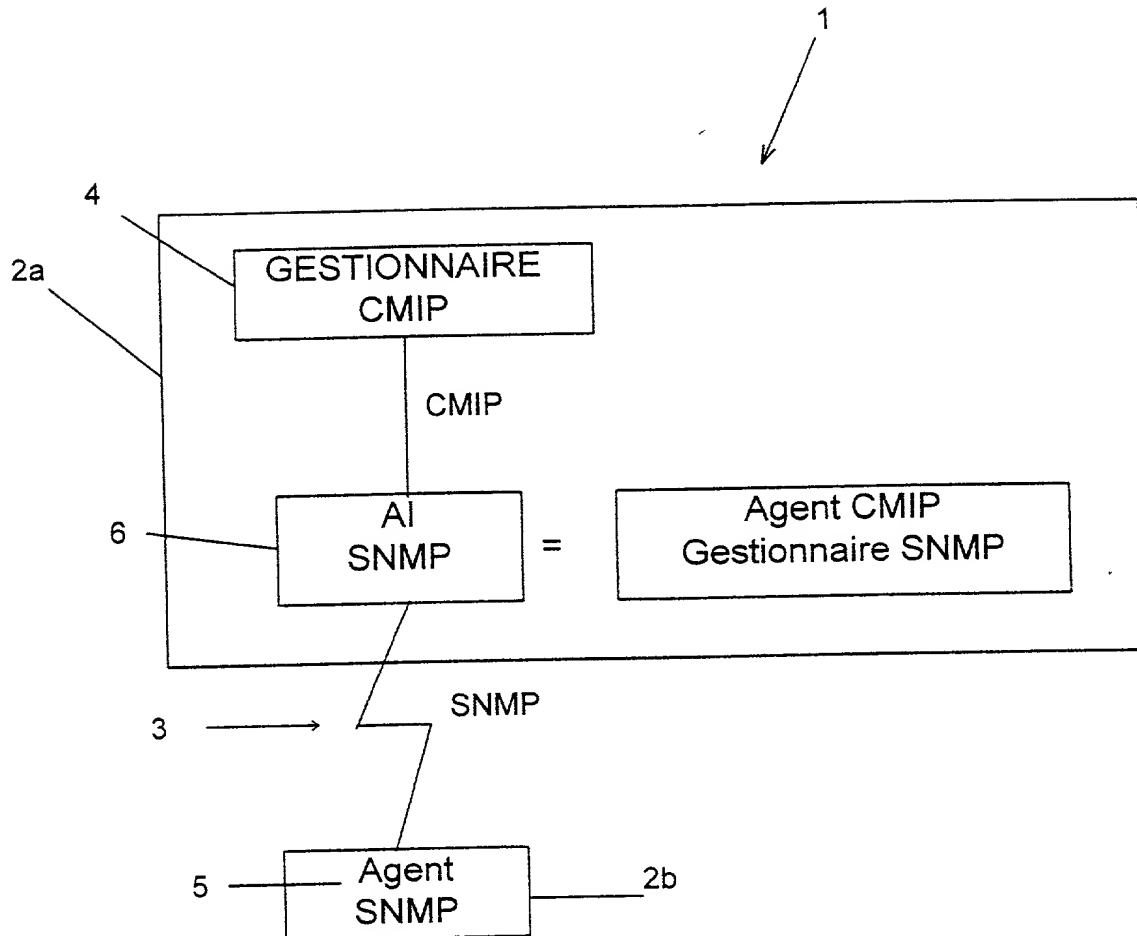 1
4
2a
GESTIONNAIRE
CMIP
CMIP
6
AI
SNMP
=
Agent CMIP
Gestionnaire SNMP
3
SNMP
5
Agent
SNMP
2b